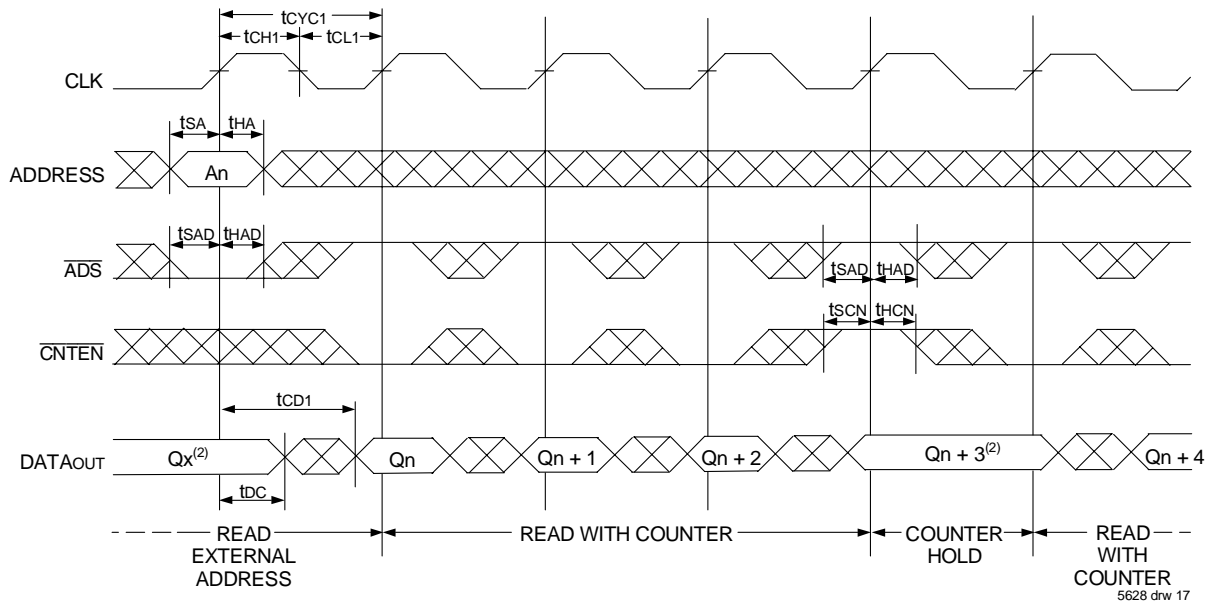 tCYC1
tCH1 tCL1
CLK
tSA tHA
ADDRESS An
tSAD tHAD
ADS
tSAD tHAD
tSCN tHCN
CNTEN
tCD1
DATAOUT Qx(2) Qn Qn + 1 Qn + 2 Qn + 3(2) Qn + 4
tDC
READ EXTERNAL ADDRESS
READ WITH COUNTER
COUNTER HOLD
READ WITH COUNTER
5628 drw 17